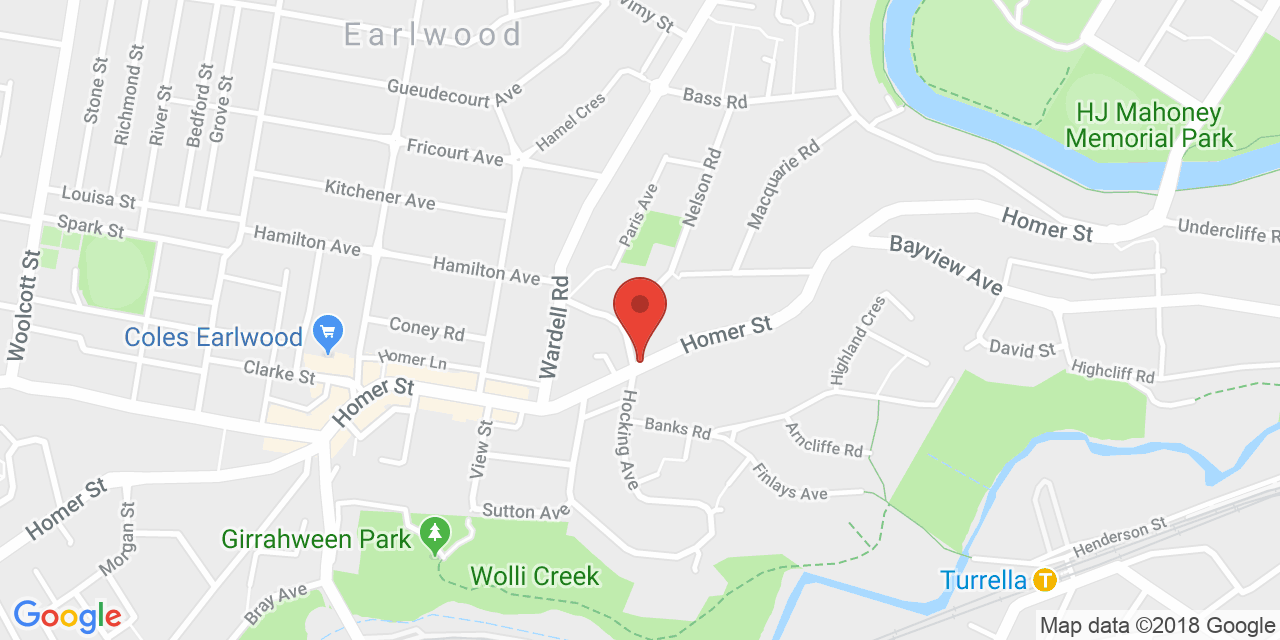 Vimy St
Earlwood
Stone St
Richmond St
River St
Bedford St
Grove St
Gueudecourt Ave
Hamel Cres
Bass Rd
HJ Mahoney
Memorial Park
Fricourt Ave
Kitchener Ave
Louisa St
Spark St
Hamilton Ave
Hamilton Ave
Paris Ave
Nelson Rd
Macquarie Rd
Homer St
Undercliffe R
Bayview Ave
Woolcott St
Wardell Rd
Coles Earlwood
Coney Rd
Homer Ln
Clarke St
Homer St
Homer St
Highland Cres
David St
Highcliff Rd
Hocking Ave
Banks Rd
Arncliffe Rd
Finlays Ave
View St
Homer St
Morgan St
Sutton Ave
Girrahween Park
Wolli Creek
Bray Ave
Henderson St
Turrella T
Google
Map data ©2018 Google